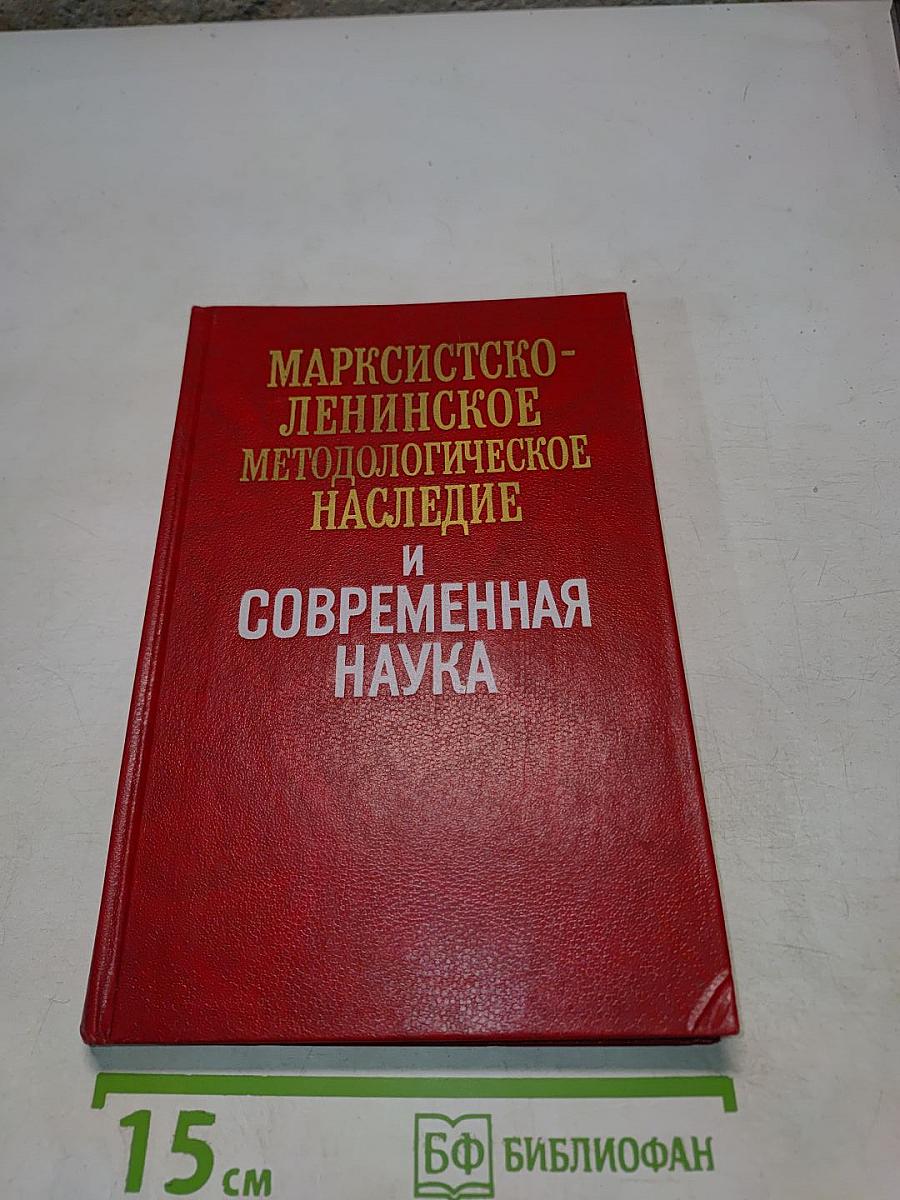 МАРКСИСТСКО-
ЛЕНИНСКОЕ
МЕТОДОЛОГИЧЕСКОЕ
НАСЛЕДИЕ
И
СОВРЕМЕННАЯ
НАУКА
15 см
БФ БИБЛИОФАН